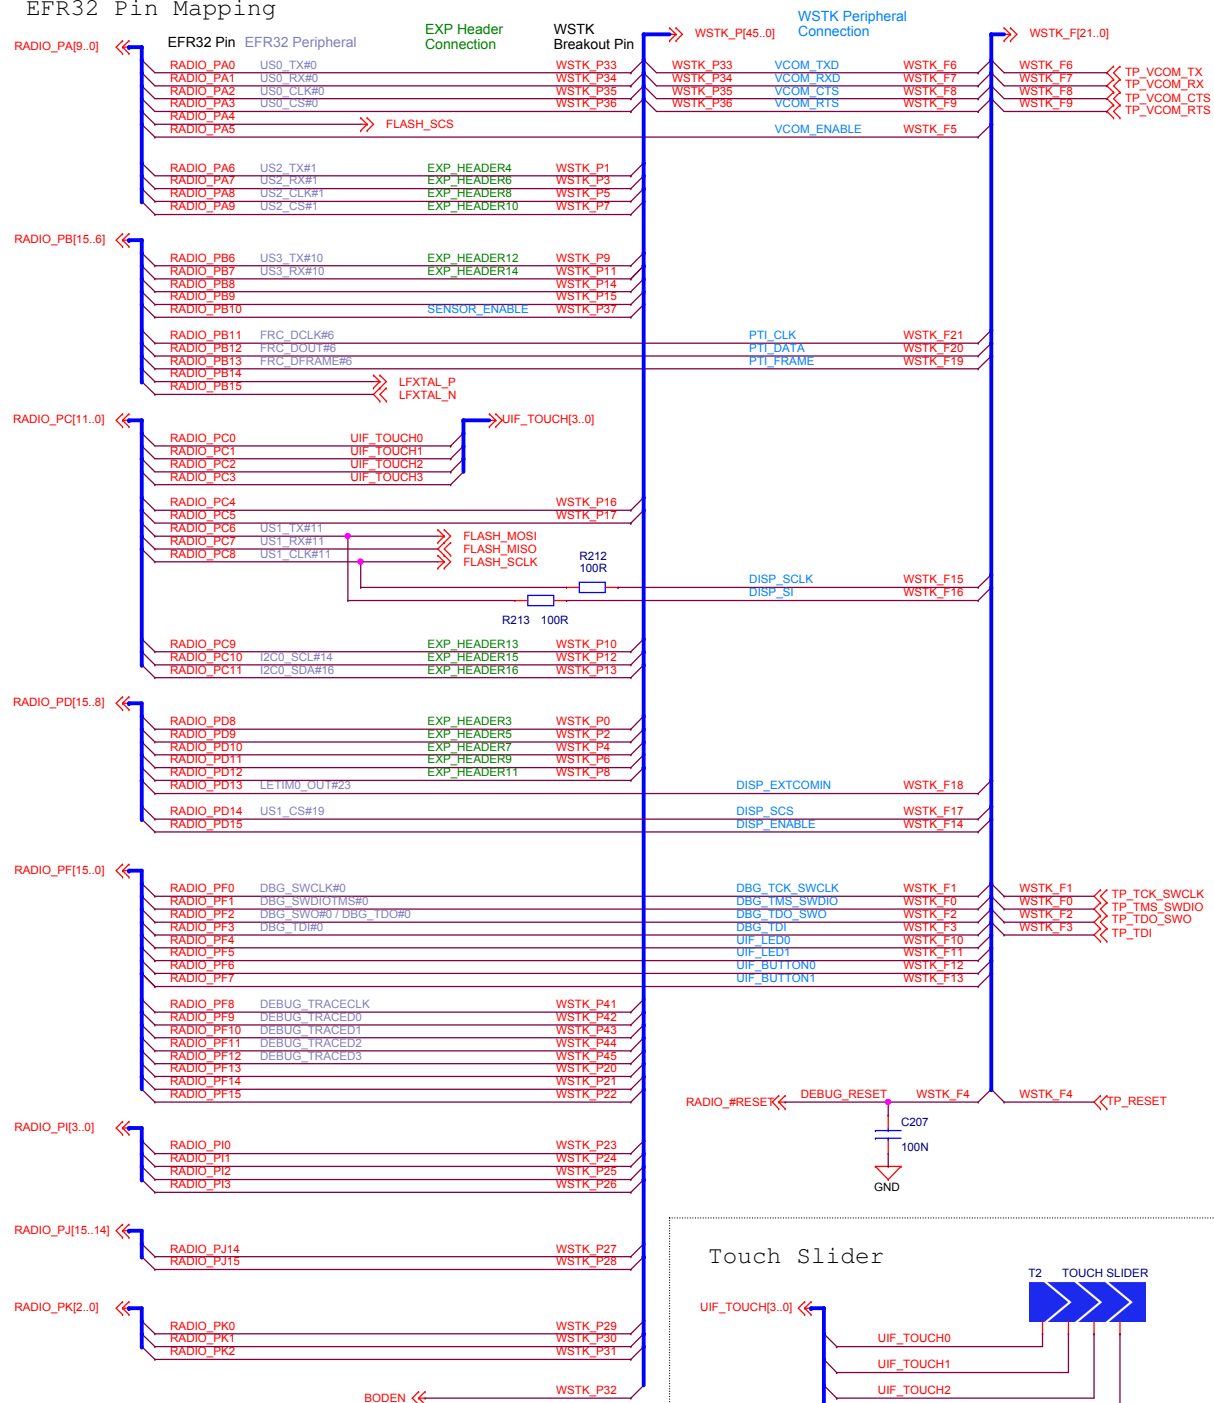 EFR32 Pin Mapping
RADIO_PA[9..0]
EFR32 Pin EFR32 Peripheral EXP Header Connection WSTK Breakout Pin WSTK_P[45..0] WSTK Peripheral Connection WSTK_F[21..0]
RADIO_PA0 US0_TX#0 WSTK_P33 WSTK_P33 VCOM_TXD WSTK_F6 WSTK_F6 TP_VCOM_TX
RADIO_PA1 US0_RX#0 WSTK_P34 WSTK_P34 VCOM_RXD WSTK_F7 WSTK_F7 TP_VCOM_RX
RADIO_PA2 US0_CLK#0 WSTK_P35 WSTK_P35 VCOM_CTS WSTK_F8 WSTK_F8 TP_VCOM_CTS
RADIO_PA3 US0_CS#0 WSTK_P36 WSTK_P36 VCOM_RTS WSTK_F9 WSTK_F9 TP_VCOM_RTS
RADIO_PA4 FLASH_SCS
RADIO_PA5 VCOM_ENABLE WSTK_F5
RADIO_PA6 US2_TX#1 EXP_HEADER4 WSTK_P1
RADIO_PA7 US2_RX#1 EXP_HEADER6 WSTK_P3
RADIO_PA8 US2_CLK#1 EXP_HEADER8 WSTK_P5
RADIO_PA9 US2_CS#1 EXP_HEADER10 WSTK_P7
RADIO_PB[15..6]
RADIO_PB6 US3_TX#10 EXP_HEADER12 WSTK_P9
RADIO_PB7 US3_RX#10 EXP_HEADER14 WSTK_P11
RADIO_PB8 WSTK_P14
RADIO_PB9 WSTK_P15
RADIO_PB10 SENSOR_ENABLE WSTK_P37
RADIO_PB11 FRC_DCLK#6 PTI_CLK WSTK_F21
RADIO_PB12 FRC_DOUT#6 PTI_DATA WSTK_F20
RADIO_PB13 FRC_DFRAME#6 PTI_FRAME WSTK_F19
RADIO_PB14 LFXTAL_P
RADIO_PB15 LFXTAL_N
RADIO_PC[11..0] UIF_TOUCH[3..0]
RADIO_PC0 UIF_TOUCH0
RADIO_PC1 UIF_TOUCH1
RADIO_PC2 UIF_TOUCH2
RADIO_PC3 UIF_TOUCH3
RADIO_PC4 WSTK_P16
RADIO_PC5 WSTK_P17
RADIO_PC6 US1_TX#11 FLASH_MOSI
RADIO_PC7 US1_RX#11 FLASH_MISO
RADIO_PC8 US1_CLK#11 FLASH_SCLK
R212
100R
DISP_SCLK WSTK_F15
DISP_SI WSTK_F16
R213 100R
RADIO_PC9 EXP_HEADER13 WSTK_P10
RADIO_PC10 I2C0_SCL#14 EXP_HEADER15 WSTK_P12
RADIO_PC11 I2C0_SDA#16 EXP_HEADER16 WSTK_P13
RADIO_PD[15..8]
RADIO_PD8 EXP_HEADER3 WSTK_P0
RADIO_PD9 EXP_HEADER5 WSTK_P2
RADIO_PD10 EXP_HEADER7 WSTK_P4
RADIO_PD11 EXP_HEADER9 WSTK_P6
RADIO_PD12 EXP_HEADER11 WSTK_P8
RADIO_PD13 LETIM0_OUT#23 DISP_EXTCOMIN WSTK_F18
RADIO_PD14 US1_CS#19 DISP_SCS WSTK_F17
RADIO_PD15 DISP_ENABLE WSTK_F14
RADIO_PF[15..0]
RADIO_PF0 DBG_SWCLK#0 DBG_TCK_SWCLK WSTK_F1 WSTK_F1 TP_TCK_SWCLK
RADIO_PF1 DBG_SWDIOTMS#0 DBG_TMS_SWDIO WSTK_F0 WSTK_F0 TP_TMS_SWDIO
RADIO_PF2 DBG_SWO#0 / DBG_TDO#0 DBG_TDO_SWO WSTK_F2 WSTK_F2 TP_TDO_SWO
RADIO_PF3 DBG_TDI#0 DBG_TDI WSTK_F3 WSTK_F3 TP_TDI
RADIO_PF4 UIF_LED0 WSTK_F10
RADIO_PF5 UIF_LED1 WSTK_F11
RADIO_PF6 UIF_BUTTON0 WSTK_F12
RADIO_PF7 UIF_BUTTON1 WSTK_F13
RADIO_PF8 DEBUG_TRACECLK WSTK_P41
RADIO_PF9 DEBUG_TRACED0 WSTK_P42
RADIO_PF10 DEBUG_TRACED1 WSTK_P43
RADIO_PF11 DEBUG_TRACED2 WSTK_P44
RADIO_PF12 DEBUG_TRACED3 WSTK_P45
RADIO_PF13 WSTK_P20
RADIO_PF14 WSTK_P21
RADIO_PF15 WSTK_P22
RADIO_#RESET DEBUG_RESET WSTK_F4 WSTK_F4 TP_RESET
C207
100N
GND
RADIO_PI[3..0]
RADIO_PI0 WSTK_P23
RADIO_PI1 WSTK_P24
RADIO_PI2 WSTK_P25
RADIO_PI3 WSTK_P26
RADIO_PJ[15..14]
RADIO_PJ14 WSTK_P27
RADIO_PJ15 WSTK_P28
RADIO_PK[2..0]
RADIO_PK0 WSTK_P29
RADIO_PK1 WSTK_P30
RADIO_PK2 WSTK_P31
BODEN WSTK_P32
Touch Slider
T2 TOUCH SLIDER
UIF_TOUCH[3..0]
UIF_TOUCH0
UIF_TOUCH1
UIF_TOUCH2